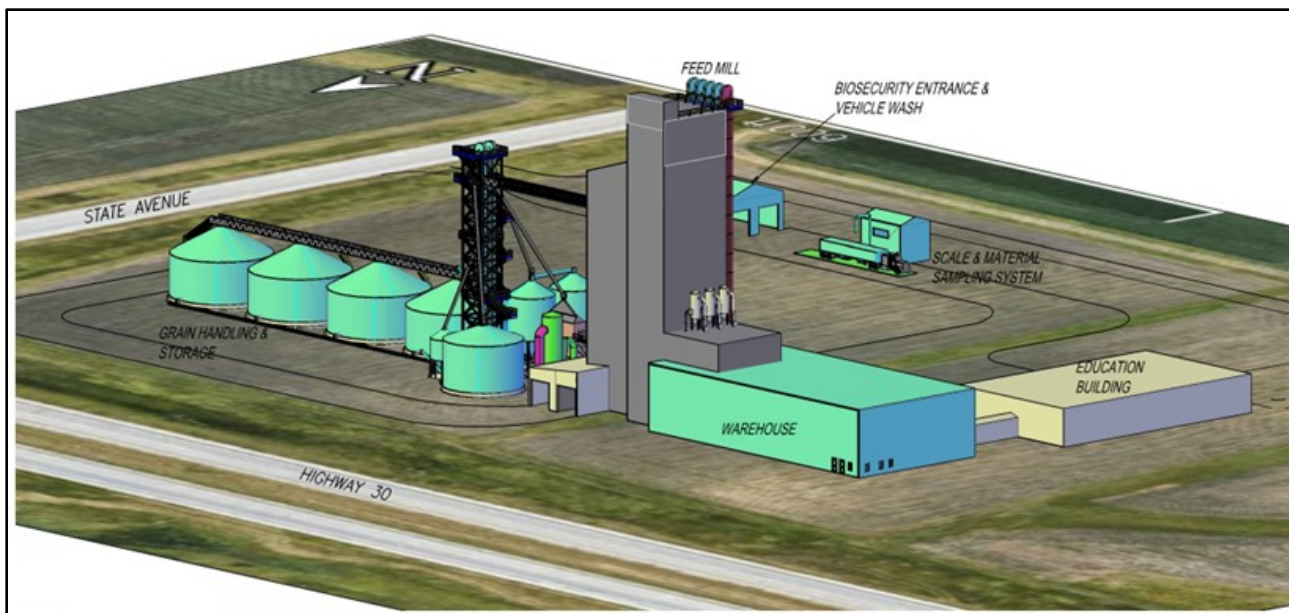 N
FEED MILL
BIOSECURITY ENTRANCE &
VEHICLE WASH
STATE AVENUE
SCALE & MATERIAL
SAMPLING SYSTEM
GRAIN HANDLING &
STORAGE
EDUCATION
BUILDING
WAREHOUSE
HIGHWAY 30